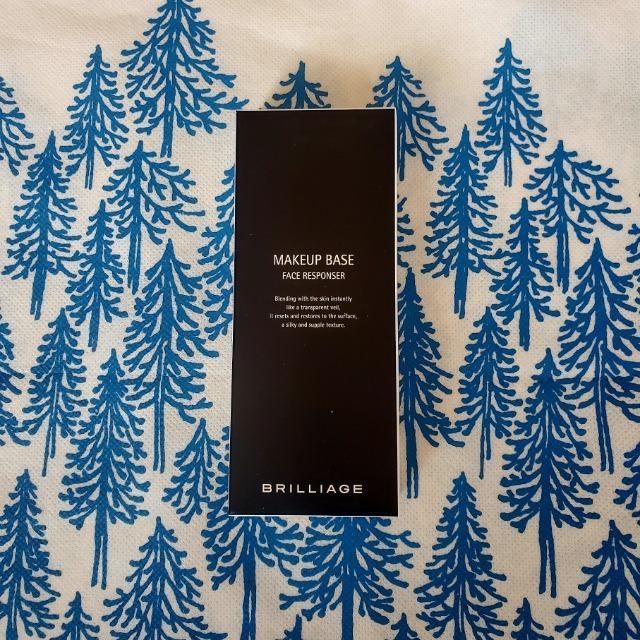 MAKEUP BASE
FACE RESPONSER
Blending with the skin instantly
like a transparent veil,
it resets and restores to the surface,
a silky and supple texture.
BRILLIAGE